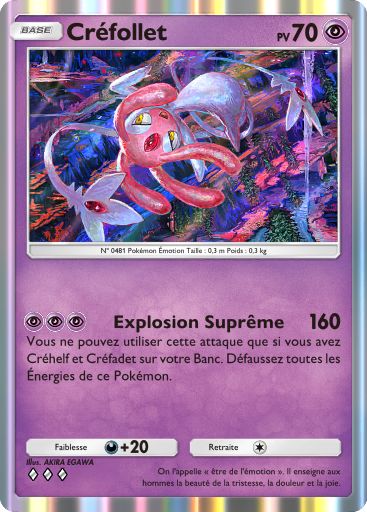 BASE
Créfollet
PV 70
N° 0481 Pokémon Émotion Taille : 0,3 m Poids : 0,3 kg
Explosion Suprême 160
Vous ne pouvez utiliser cette attaque que si vous avez
Créhelf et Créfadet sur votre Banc. Défaussez toutes les
Énergies de ce Pokémon.
Faiblesse +20
Retraite
Illus. AKIRA EGAWA
On l'appelle « être de l'émotion ». Il enseigne aux
hommes la beauté de la tristesse, la douleur et la joie.